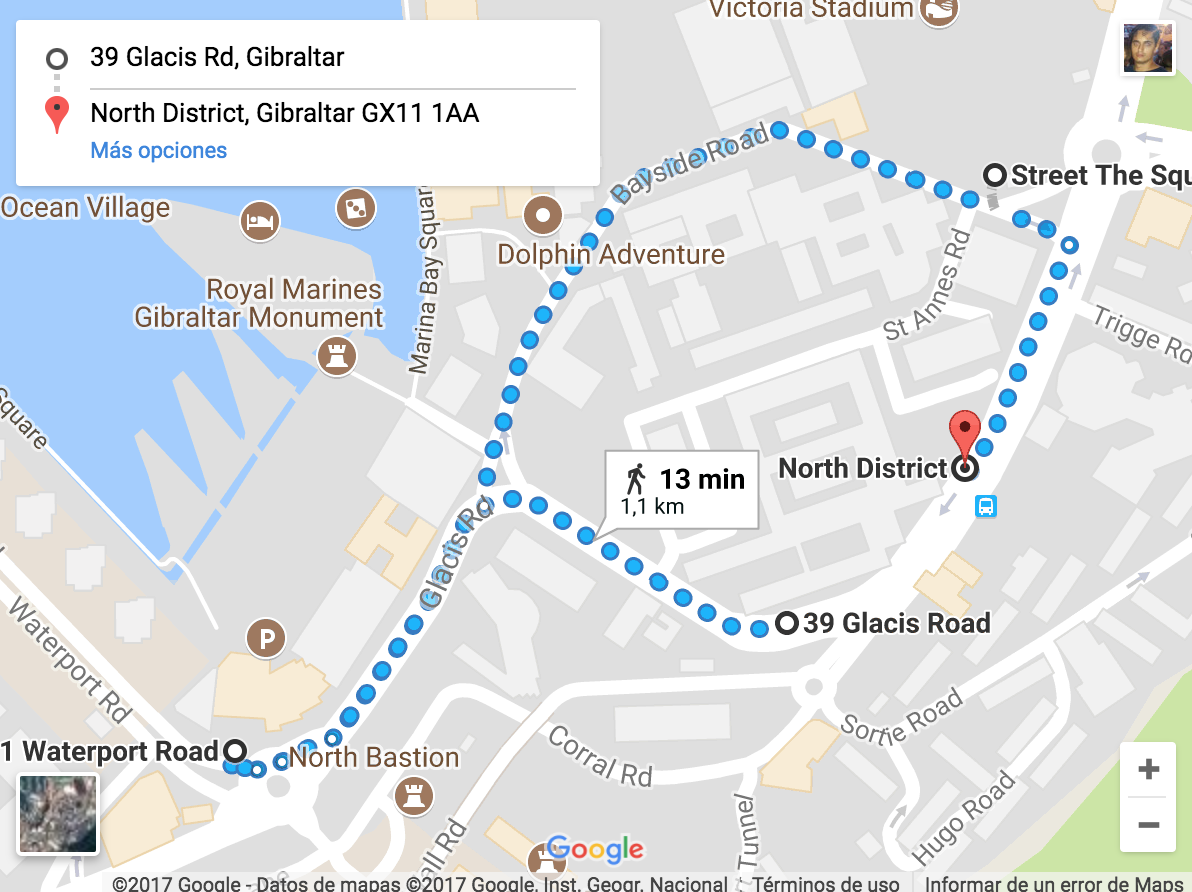 Victoria Stadium
39 Glacis Rd, Gibraltar
North District, Gibraltar GX11 1AA
Más opciones
Bayside Road
Street The Squ
Ocean Village
Marina Bay Square
Dolphin Adventure
St Annes Rd
Royal Marines
Gibraltar Monument
Trigge Rd
Square
North District
13 min
1,1 km
Glacis Rd
39 Glacis Road
P
Waterport Rd
Sortie Road
1 Waterport Road
North Bastion
Corral Rd
Hugo Road
Tunnel
all Rd
Google
©2017 Google - Datos de mapas ©2017 Google, Inst. Geogr. Nacional
Términos de uso
Informar de un error de Maps